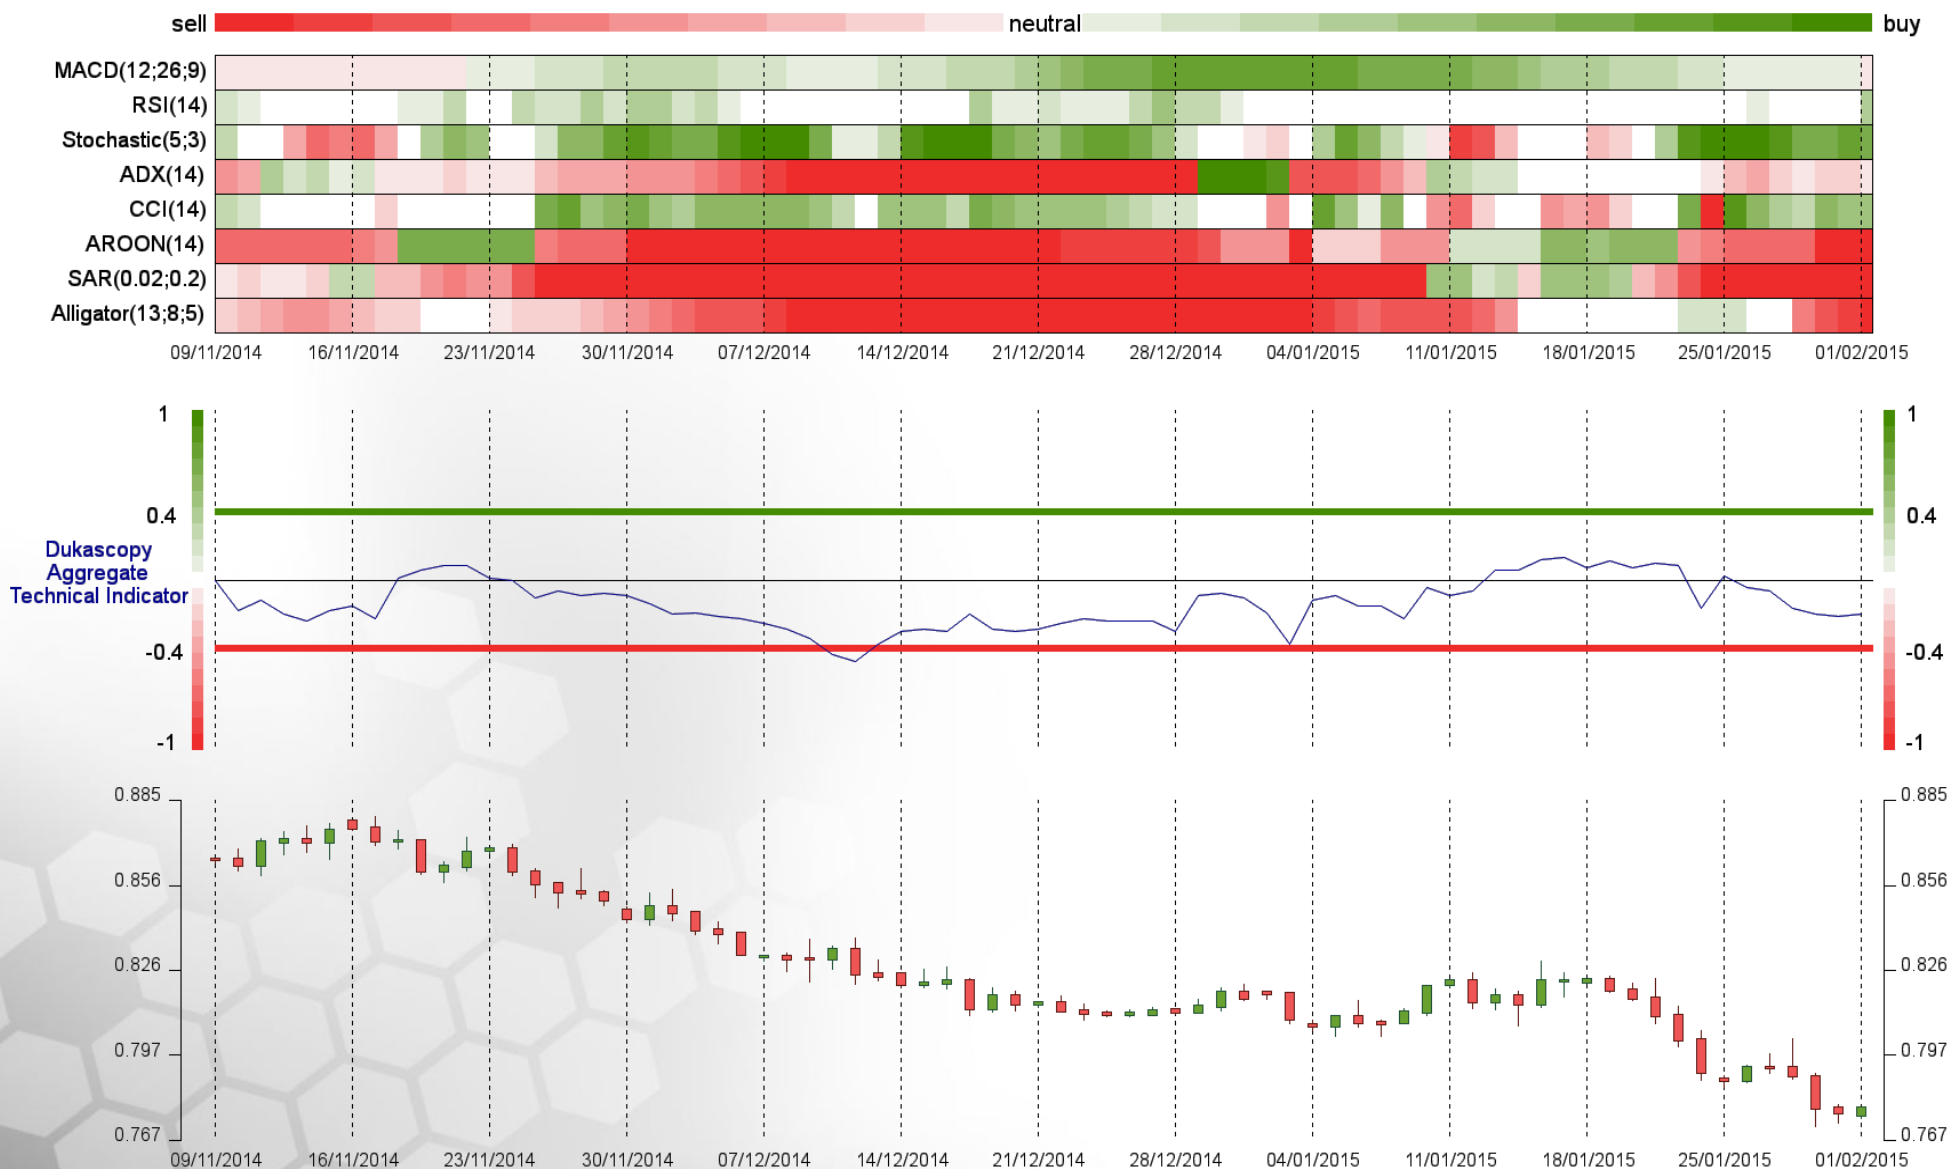 sell neutral buy
MACD(12;26;9)
RSI(14)
Stochastic(5;3)
ADX(14)
CCI(14)
AROON(14)
SAR(0.02;0.2)
Alligator(13;8;5)
09/11/2014 16/11/2014 23/11/2014 30/11/2014 07/12/2014 14/12/2014 21/12/2014 28/12/2014 04/01/2015 11/01/2015 18/01/2015 25/01/2015 01/02/2015
1 1
0.4 0.4
Dukascopy
Aggregate
Technical Indicator
-0.4 -0.4
-1 -1
0.885 0.885
0.856 0.856
0.826 0.826
0.797 0.797
0.767 0.767
09/11/2014 16/11/2014 23/11/2014 30/11/2014 07/12/2014 14/12/2014 21/12/2014 28/12/2014 04/01/2015 11/01/2015 18/01/2015 25/01/2015 01/02/2015